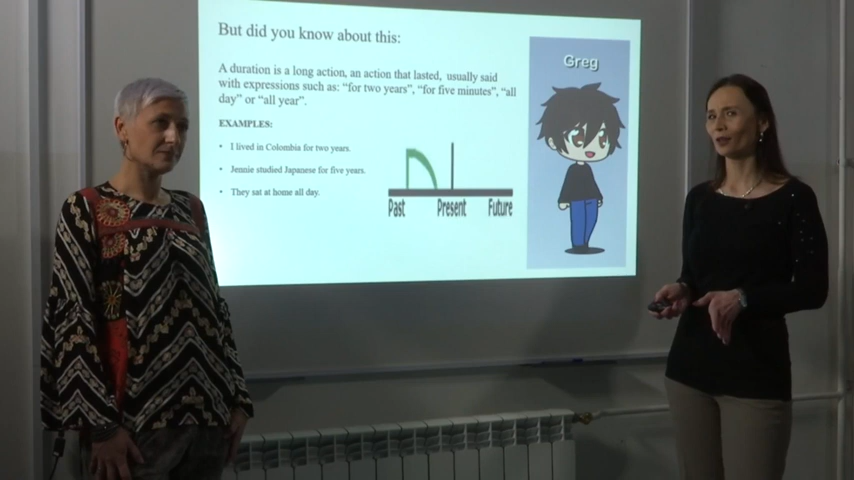 But did you know about this:
A duration is a long action, an action that lasted, usually said
with expressions such as: “for two years”, “for five minutes”, “all
day” or “all year”.
EXAMPLES:
• I lived in Colombia for two years.
• Jennie studied Japanese for five years.
• They sat at home all day.
Past Present Future
Greg